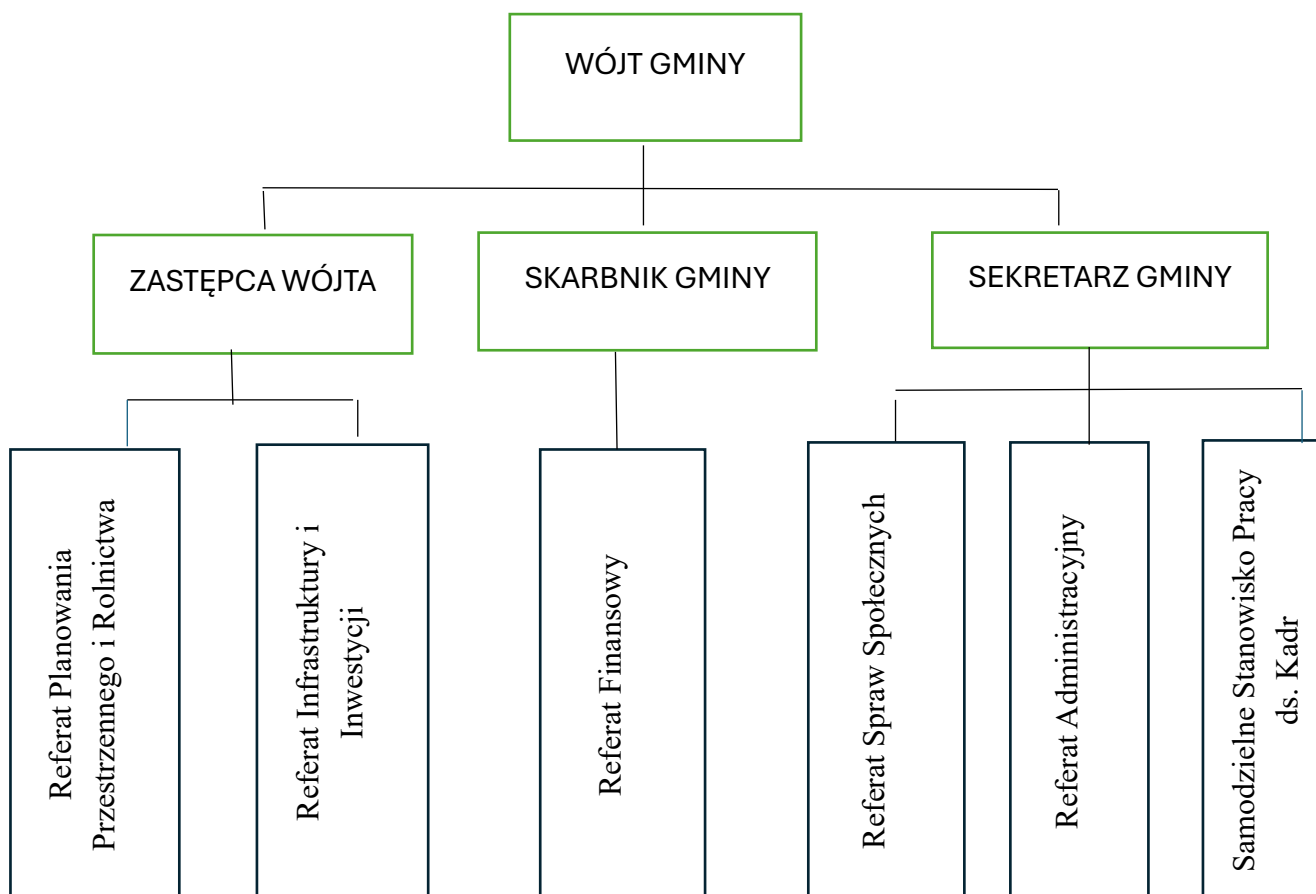 WÓJT GMINY
ZASTĘPCA WÓJTA
SKARBNIK GMINY
SEKRETARZ GMINY
Referat Planowania
Przestrzennego i Rolnictwa
Referat Infrastruktury i
Inwestycji
Referat Finansowy
Referat Spraw Społecznych
Referat Administracyjny
Samodzielne Stanowisko Pracy
ds. Kadr